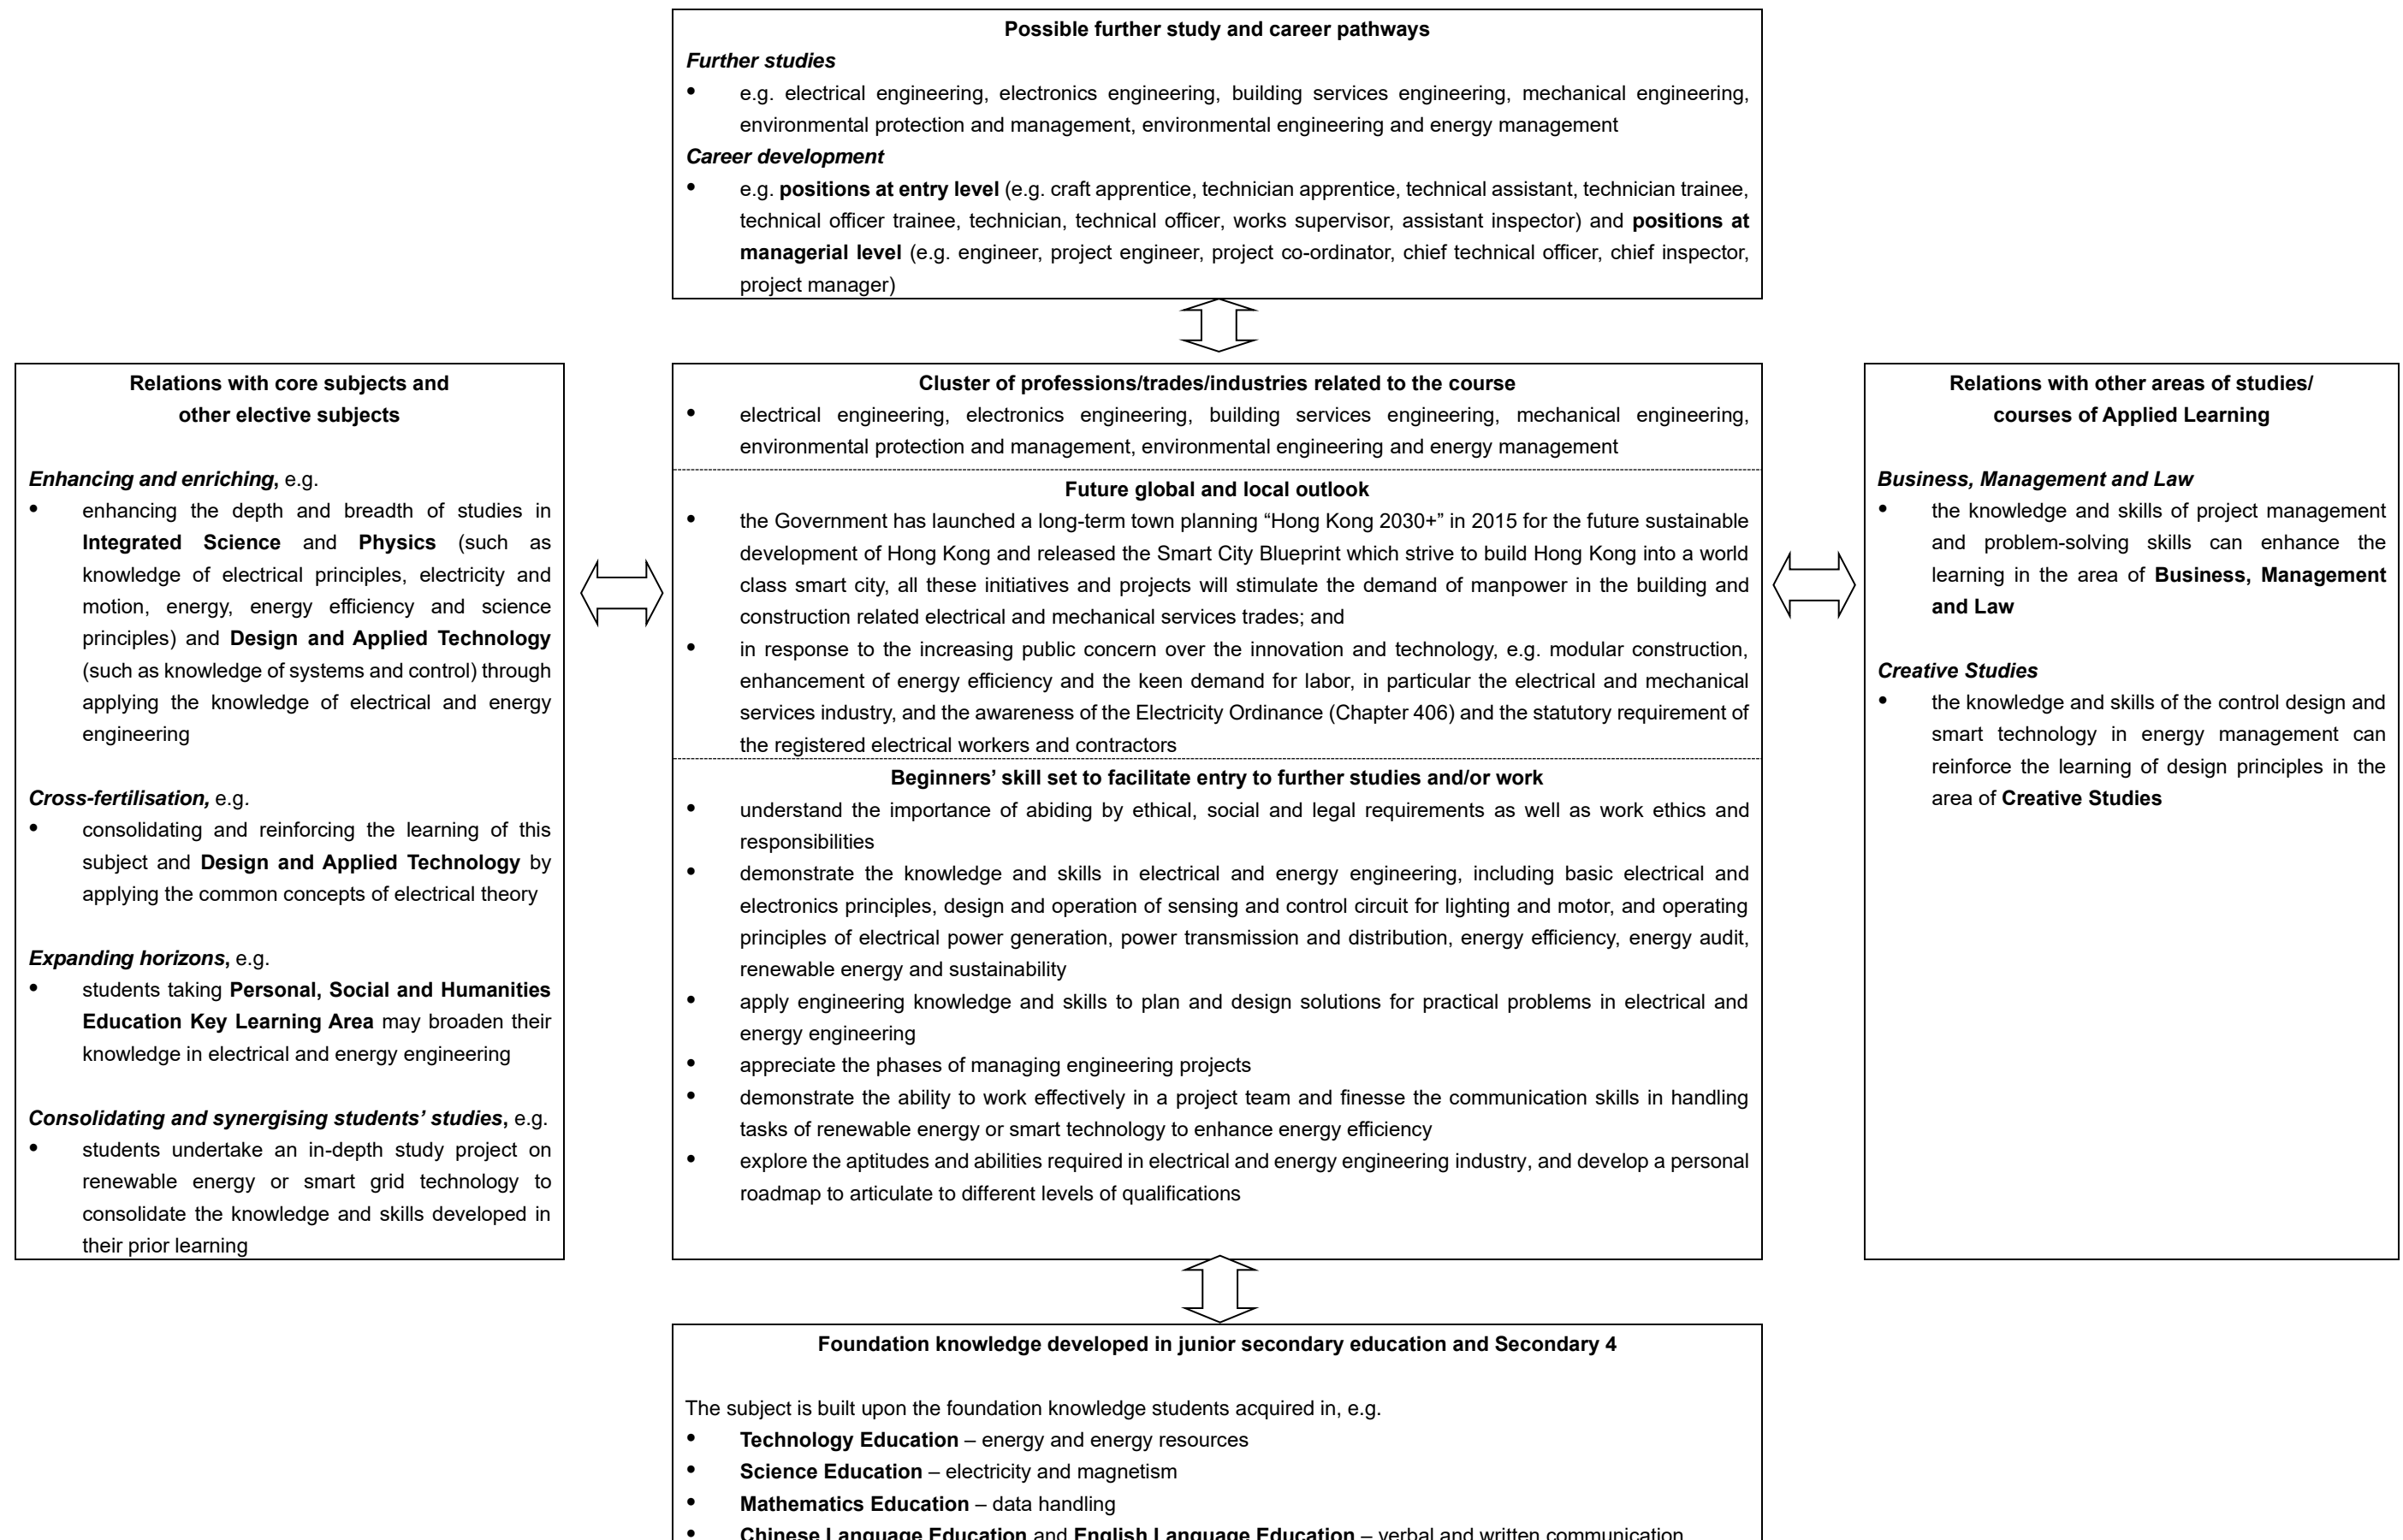 Possible further study and career pathways
Further studies
• e.g. electrical engineering, electronics engineering, building services engineering, mechanical engineering,
environmental protection and management, environmental engineering and energy management
Career development
• e.g. positions at entry level (e.g. craft apprentice, technician apprentice, technical assistant, technician trainee,
technical officer trainee, technician, technical officer, works supervisor, assistant inspector) and positions at
managerial level (e.g. engineer, project engineer, project co-ordinator, chief technical officer, chief inspector,
project manager)
Relations with core subjects and
other elective subjects
Enhancing and enriching, e.g.
• enhancing the depth and breadth of studies in
Integrated Science and Physics (such as
knowledge of electrical principles, electricity and
motion, energy, energy efficiency and science
principles) and Design and Applied Technology
(such as knowledge of systems and control) through
applying the knowledge of electrical and energy
engineering
Cross-fertilisation, e.g.
• consolidating and reinforcing the learning of this
subject and Design and Applied Technology by
applying the common concepts of electrical theory
Expanding horizons, e.g.
• students taking Personal, Social and Humanities
Education Key Learning Area may broaden their
knowledge in electrical and energy engineering
Consolidating and synergising students’ studies, e.g.
• students undertake an in-depth study project on
renewable energy or smart grid technology to
consolidate the knowledge and skills developed in
their prior learning
Cluster of professions/trades/industries related to the course
• electrical engineering, electronics engineering, building services engineering, mechanical engineering,
environmental protection and management, environmental engineering and energy management
Future global and local outlook
• the Government has launched a long-term town planning “Hong Kong 2030+” in 2015 for the future sustainable
development of Hong Kong and released the Smart City Blueprint which strive to build Hong Kong into a world
class smart city, all these initiatives and projects will stimulate the demand of manpower in the building and
construction related electrical and mechanical services trades; and
• in response to the increasing public concern over the innovation and technology, e.g. modular construction,
enhancement of energy efficiency and the keen demand for labor, in particular the electrical and mechanical
services industry, and the awareness of the Electricity Ordinance (Chapter 406) and the statutory requirement of
the registered electrical workers and contractors
Beginners’ skill set to facilitate entry to further studies and/or work
• understand the importance of abiding by ethical, social and legal requirements as well as work ethics and
responsibilities
• demonstrate the knowledge and skills in electrical and energy engineering, including basic electrical and
electronics principles, design and operation of sensing and control circuit for lighting and motor, and operating
principles of electrical power generation, power transmission and distribution, energy efficiency, energy audit,
renewable energy and sustainability
• apply engineering knowledge and skills to plan and design solutions for practical problems in electrical and
energy engineering
• appreciate the phases of managing engineering projects
• demonstrate the ability to work effectively in a project team and finesse the communication skills in handling
tasks of renewable energy or smart technology to enhance energy efficiency
• explore the aptitudes and abilities required in electrical and energy engineering industry, and develop a personal
roadmap to articulate to different levels of qualifications
Relations with other areas of studies/
courses of Applied Learning
Business, Management and Law
• the knowledge and skills of project management
and problem-solving skills can enhance the
learning in the area of Business, Management
and Law
Creative Studies
• the knowledge and skills of the control design and
smart technology in energy management can
reinforce the learning of design principles in the
area of Creative Studies
Foundation knowledge developed in junior secondary education and Secondary 4
The subject is built upon the foundation knowledge students acquired in, e.g.
• Technology Education – energy and energy resources
• Science Education – electricity and magnetism
• Mathematics Education – data handling
• Chinese Language Education and English Language Education – verbal and written communication